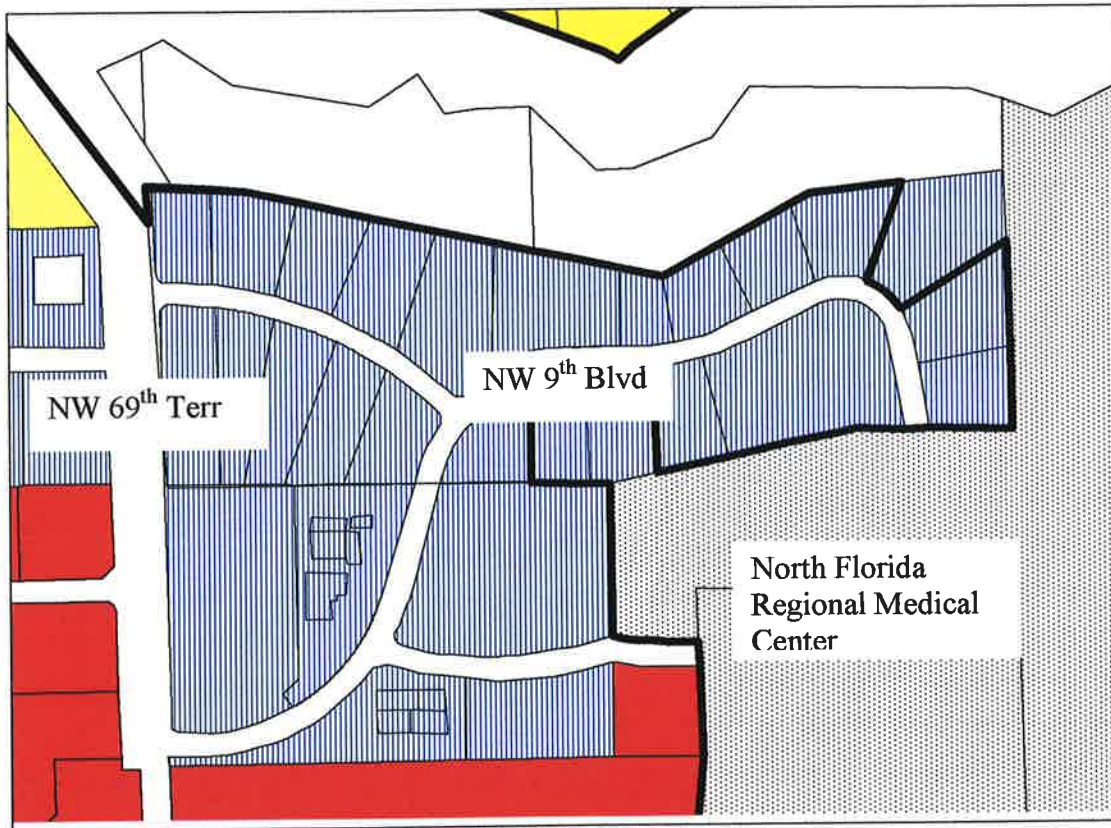 NW 9th Blvd
NW 69th Terr
North Florida
Regional Medical
Center